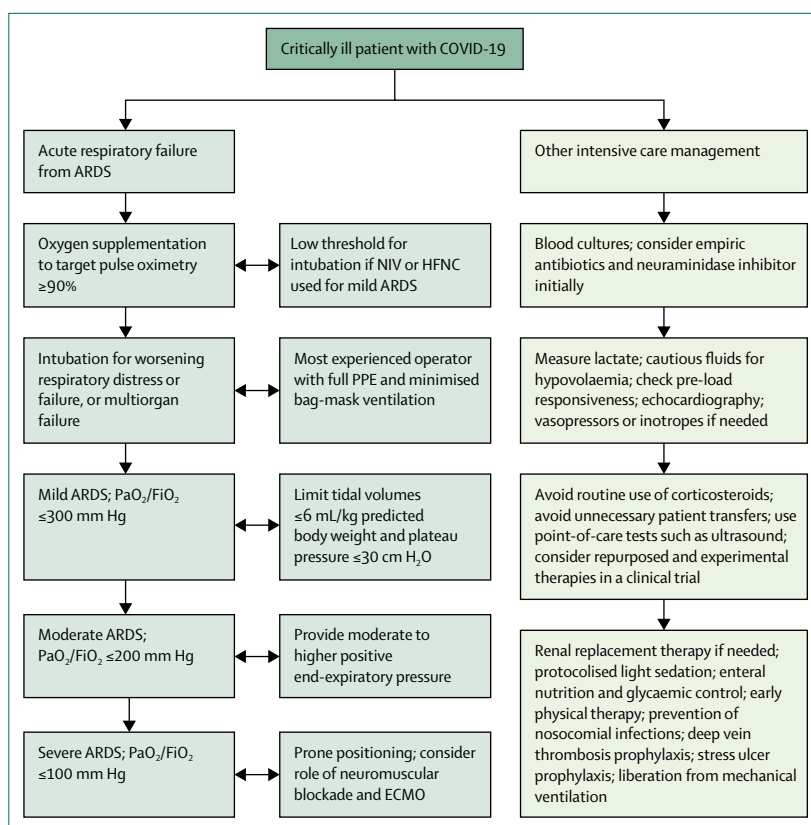 Critically ill patient with COVID-19
Acute respiratory failure
from ARDS
Other intensive care management
Oxygen supplementation
to target pulse oximetry
≥90%
Low threshold for
intubation if NIV or HFNC
used for mild ARDS
Blood cultures; consider empiric
antibiotics and neuraminidase inhibitor
initially
Intubation for worsening
respiratory distress or
failure, or multiorgan
failure
Most experienced operator
with full PPE and minimised
bag-mask ventilation
Measure lactate; cautious fluids for
hypovolaemia; check pre-load
responsiveness; echocardiography;
vasopressors or inotropes if needed
Mild ARDS; PaO₂/FiO₂
≤300 mm Hg
Limit tidal volumes
≤6 mL/kg predicted
body weight and plateau
pressure ≤30 cm H₂O
Avoid routine use of corticosteroids;
avoid unnecessary patient transfers; use
point-of-care tests such as ultrasound;
consider repurposed and experimental
therapies in a clinical trial
Moderate ARDS;
PaO₂/FiO₂ ≤200 mm Hg
Provide moderate to
higher positive
end-expiratory pressure
Renal replacement therapy if needed;
protocolised light sedation; enteral
nutrition and glycaemic control; early
physical therapy; prevention of
nosocomial infections; deep vein
thrombosis prophylaxis; stress ulcer
prophylaxis; liberation from mechanical
ventilation
Severe ARDS; PaO₂/FiO₂
≤100 mm Hg
Prone positioning; consider
role of neuromuscular
blockade and ECMO